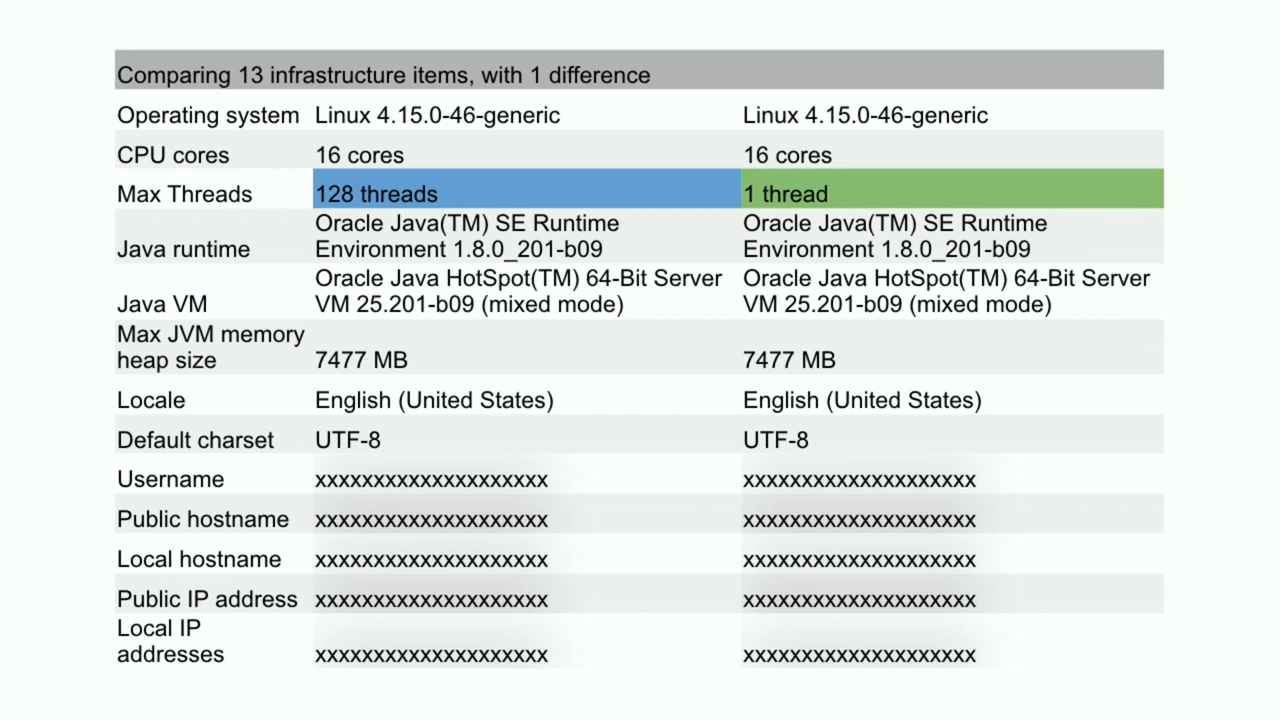 Comparing 13 infrastructure items, with 1 difference
Operating system Linux 4.15.0-46-generic Linux 4.15.0-46-generic
CPU cores 16 cores 16 cores
Max Threads 128 threads 1 thread
Oracle Java(TM) SE Runtime Oracle Java(TM) SE Runtime
Java runtime Environment 1.8.0_201-b09 Environment 1.8.0_201-b09
Oracle Java HotSpot(TM) 64-Bit Server Oracle Java HotSpot(TM) 64-Bit Server
Java VM VM 25.201-b09 (mixed mode) VM 25.201-b09 (mixed mode)
Max JVM memory
heap size 7477 MB 7477 MB
Locale English (United States) English (United States)
Default charset UTF-8 UTF-8
Username xxxxxxxxxxxxxxxxxxxx xxxxxxxxxxxxxxxxxxxx
Public hostname xxxxxxxxxxxxxxxxxxxx xxxxxxxxxxxxxxxxxxxx
Local hostname xxxxxxxxxxxxxxxxxxxx xxxxxxxxxxxxxxxxxxxx
Public IP address xxxxxxxxxxxxxxxxxxxx xxxxxxxxxxxxxxxxxxxx
Local IP
addresses xxxxxxxxxxxxxxxxxxxx xxxxxxxxxxxxxxxxxxxx